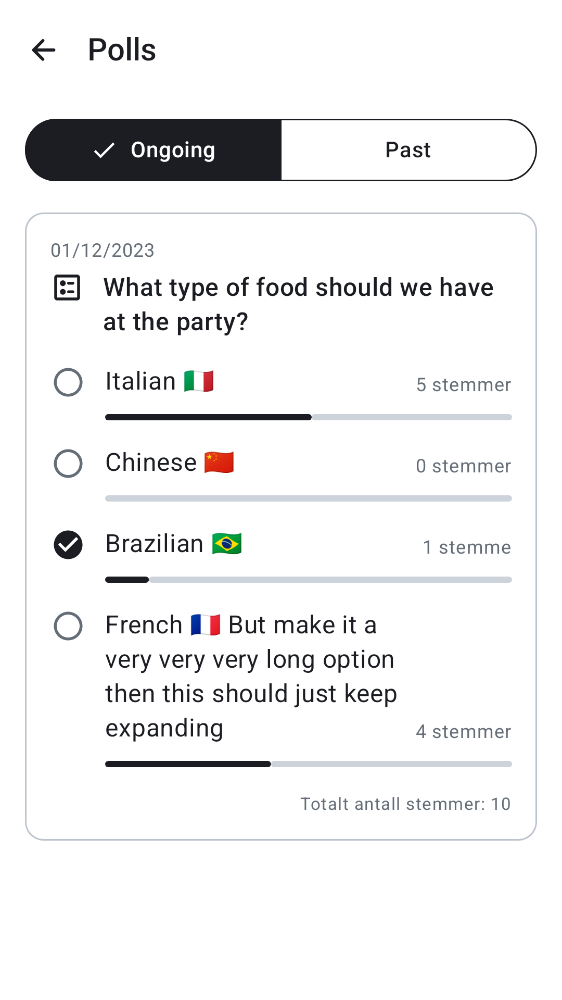 Polls
Ongoing
Past
01/12/2023
What type of food should we have
at the party?
Italian 🇮🇹
5 stemmer
Chinese 🇨🇳
0 stemmer
Brazilian 🇧🇷
1 stemme
French 🇫🇷 But make it a
very very very long option
then this should just keep
expanding
4 stemmer
Totalt antall stemmer: 10